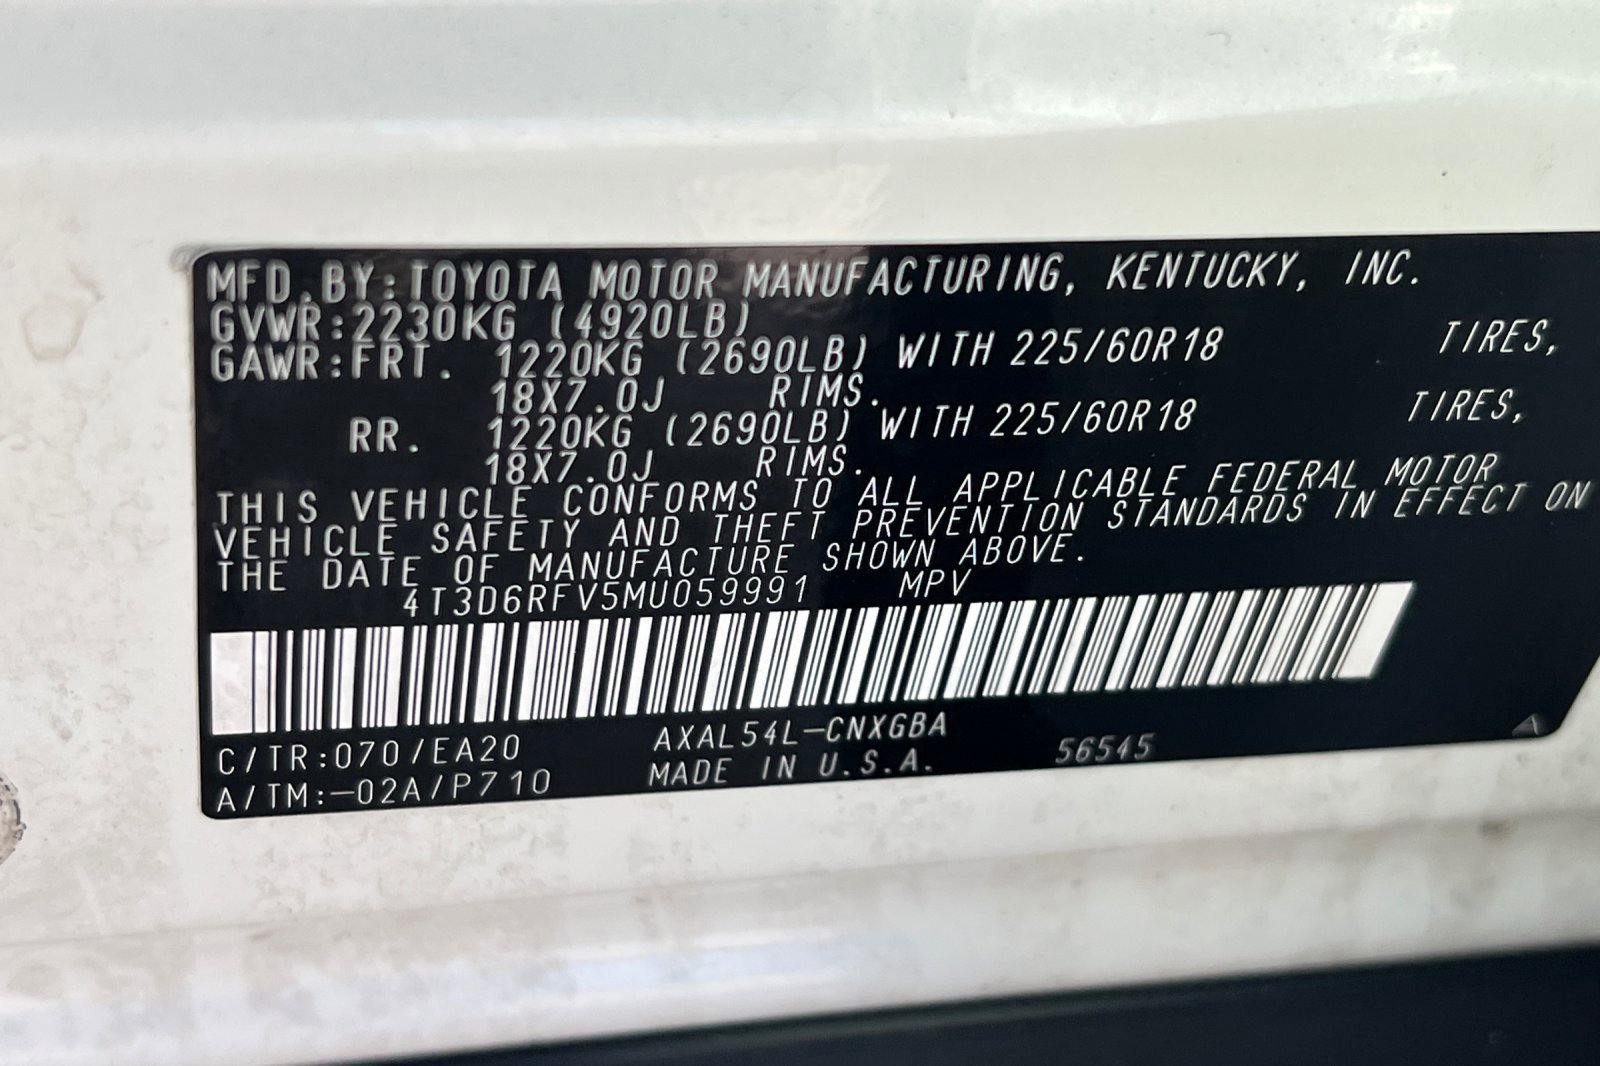 MFD.BY:TOYOTA MOTOR MANUFACTURING, KENTUCKY, INC.
GVWR:2230KG (4920LB)
GAWR:FRT. 1220KG (2690LB) WITH 225/60R18 TIRES,
18X7.0J RIMS.
RR. 1220KG (2690LB) WITH 225/60R18 TIRES,
18X7.0J RIMS.
THIS VEHICLE CONFORMS TO ALL APPLICABLE FEDERAL MOTOR
VEHICLE SAFETY AND THEFT PREVENTION STANDARDS IN EFFECT ON
THE DATE OF MANUFACTURE SHOWN ABOVE.
4T3D6RFV5MU059991 MPV
C/TR:070/EA20 AXAL54L-CNXGBA
A/TM:-02A/P710 MADE IN U.S.A. 56545
A